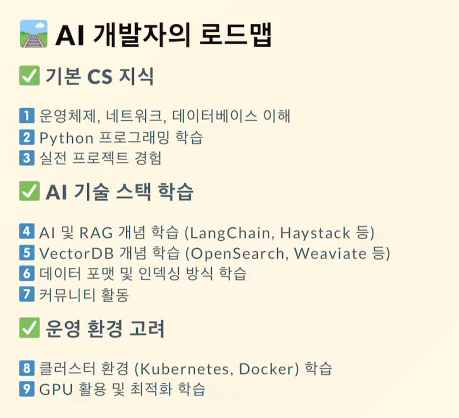 🛤️ AI 개발자의 로드맵
✅ 기본 CS 지식
1️⃣ 운영체제, 네트워크, 데이터베이스 이해
2️⃣ Python 프로그래밍 학습
3️⃣ 실전 프로젝트 경험
✅ AI 기술 스택 학습
4️⃣ AI 및 RAG 개념 학습 (LangChain, Haystack 등)
5️⃣ VectorDB 개념 학습 (OpenSearch, Weaviate 등)
6️⃣ 데이터 포맷 및 인덱싱 방식 학습
7️⃣ 커뮤니티 활동
✅ 운영 환경 고려
8️⃣ 클러스터 환경 (Kubernetes, Docker) 학습
9️⃣ GPU 활용 및 최적화 학습